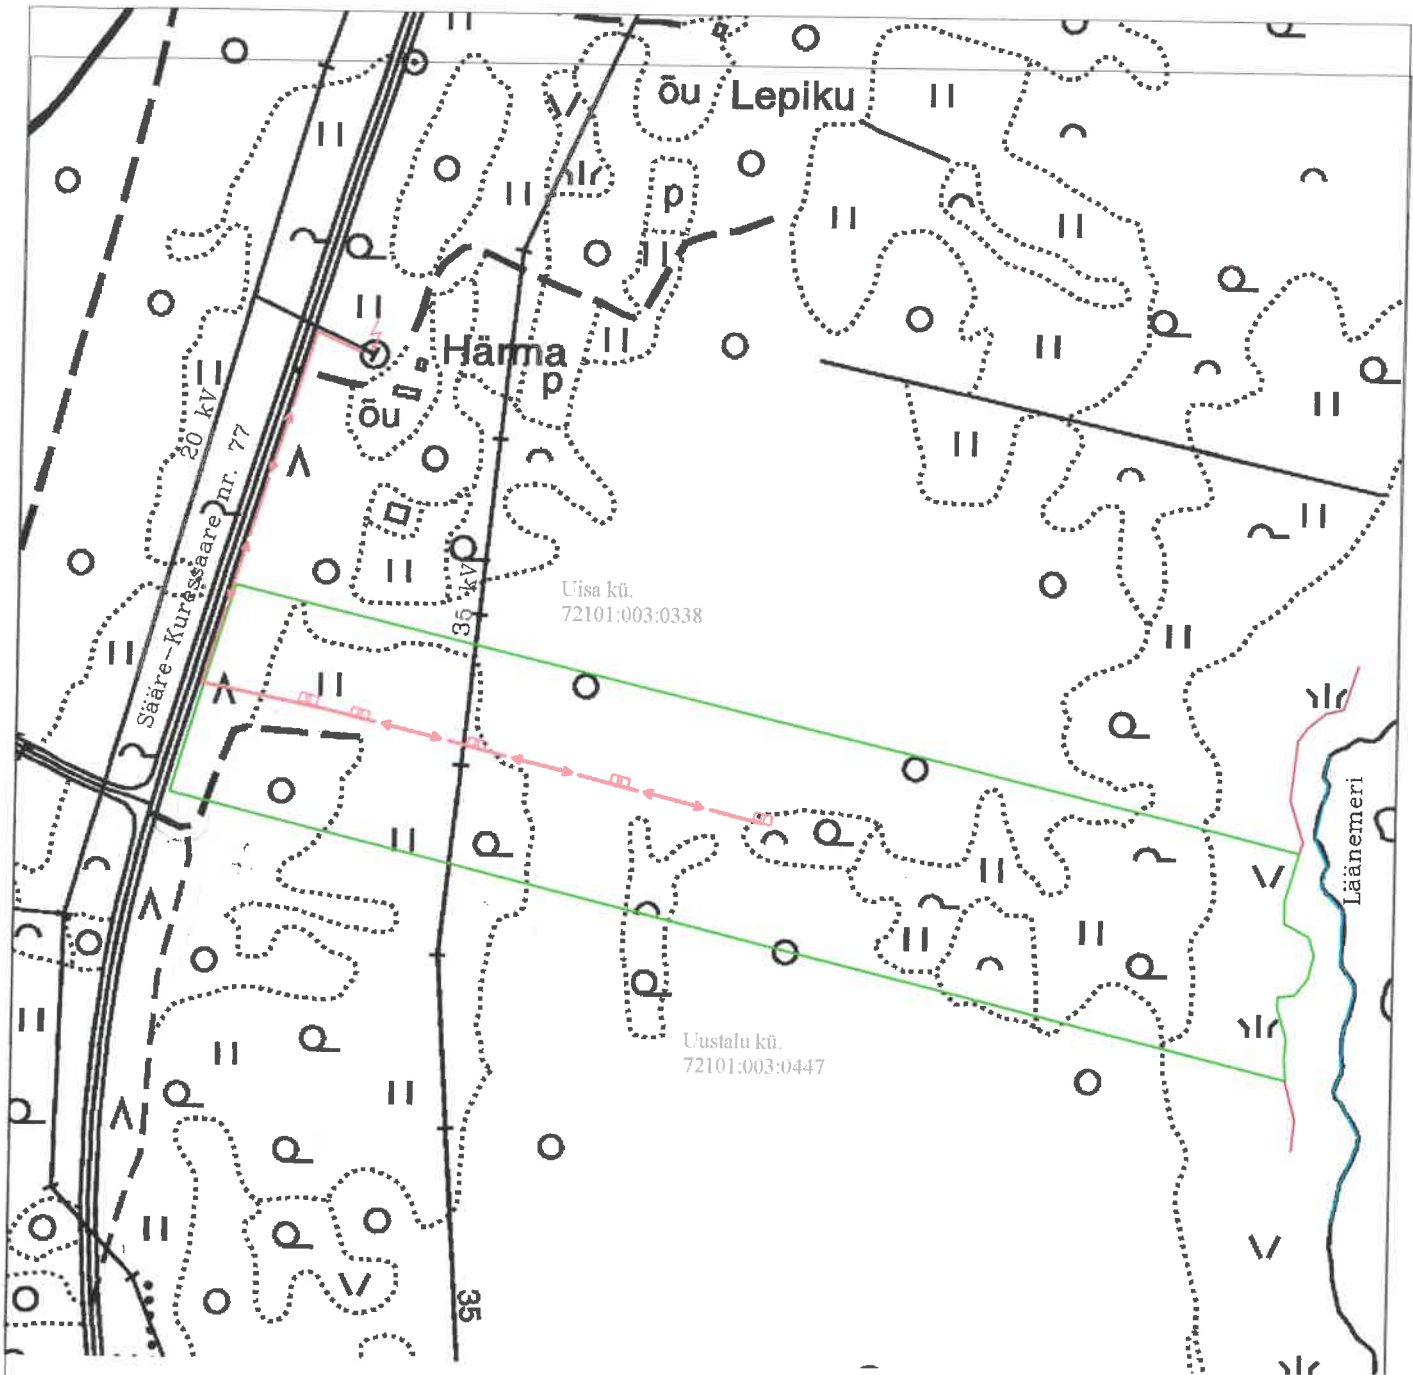 õu Lepiku
p
Härma
p
õu
20 kV
Sääre-Kuressaare nr. 77
35 kV
Uisa kü.
72101:003:0338
Läänemeri
Uustalu kü.
72101:003:0447
35